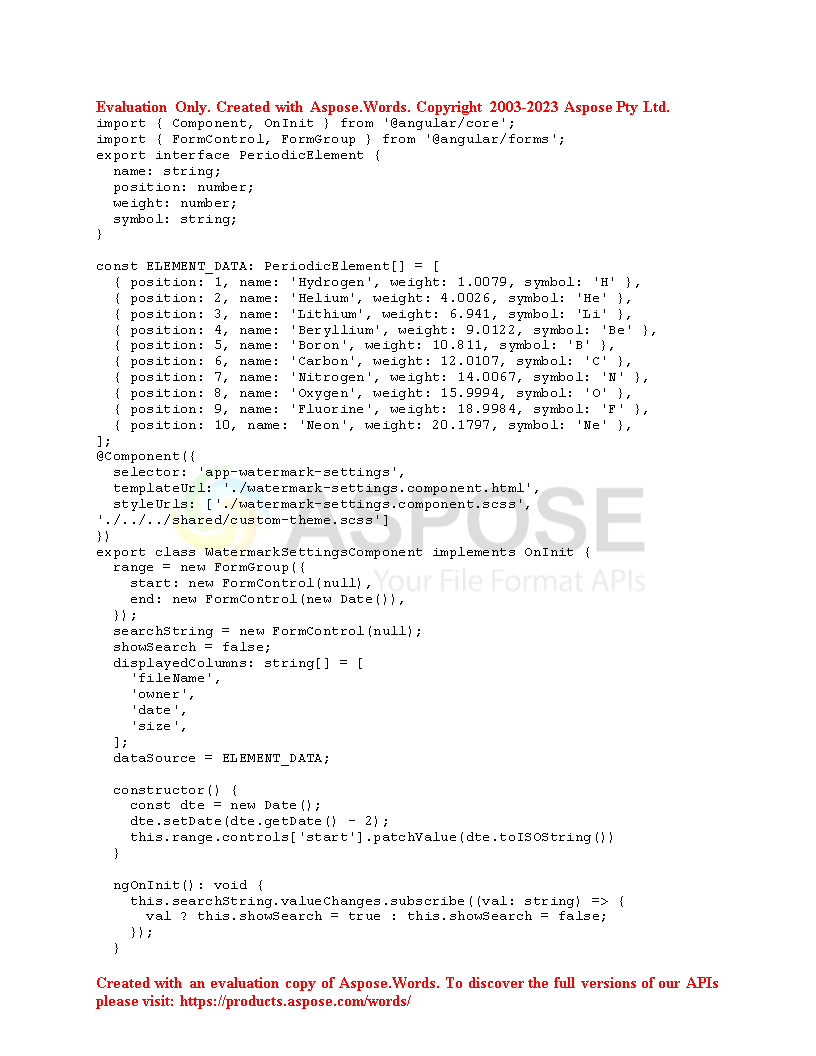 Evaluation Only. Created with Aspose.Words. Copyright 2003-2023 Aspose Pty Ltd.
import { Component, OnInit } from '@angular/core';
import { FormControl, FormGroup } from '@angular/forms';
export interface PeriodicElement {
  name: string;
  position: number;
  weight: number;
  symbol: string;
}

const ELEMENT_DATA: PeriodicElement[] = [
  { position: 1, name: 'Hydrogen', weight: 1.0079, symbol: 'H' },
  { position: 2, name: 'Helium', weight: 4.0026, symbol: 'He' },
  { position: 3, name: 'Lithium', weight: 6.941, symbol: 'Li' },
  { position: 4, name: 'Beryllium', weight: 9.0122, symbol: 'Be' },
  { position: 5, name: 'Boron', weight: 10.811, symbol: 'B' },
  { position: 6, name: 'Carbon', weight: 12.0107, symbol: 'C' },
  { position: 7, name: 'Nitrogen', weight: 14.0067, symbol: 'N' },
  { position: 8, name: 'Oxygen', weight: 15.9994, symbol: 'O' },
  { position: 9, name: 'Fluorine', weight: 18.9984, symbol: 'F' },
  { position: 10, name: 'Neon', weight: 20.1797, symbol: 'Ne' },
];
@Component({
  selector: 'app-watermark-settings',
  templateUrl: './watermark-settings.component.html',
  styleUrls: ['./watermark-settings.component.scss',
'./../../shared/custom-theme.scss']
})
ASPOSE
export class WatermarkSettingsComponent implements OnInit {
  range = new FormGroup({
    start: new FormControl(null),
Your File Format APIs
    end: new FormControl(new Date()),
  });
  searchString = new FormControl(null);
  showSearch = false;
  displayedColumns: string[] = [
    'fileName',
    'owner',
    'date',
    'size',
  ];
  dataSource = ELEMENT_DATA;

  constructor() {
    const dte = new Date();
    dte.setDate(dte.getDate() - 2);
    this.range.controls['start'].patchValue(dte.toISOString())
  }

  ngOnInit(): void {
    this.searchString.valueChanges.subscribe((val: string) => {
      val ? this.showSearch = true : this.showSearch = false;
    });
  }

Created with an evaluation copy of Aspose.Words. To discover the full versions of our APIs
please visit: https://products.aspose.com/words/